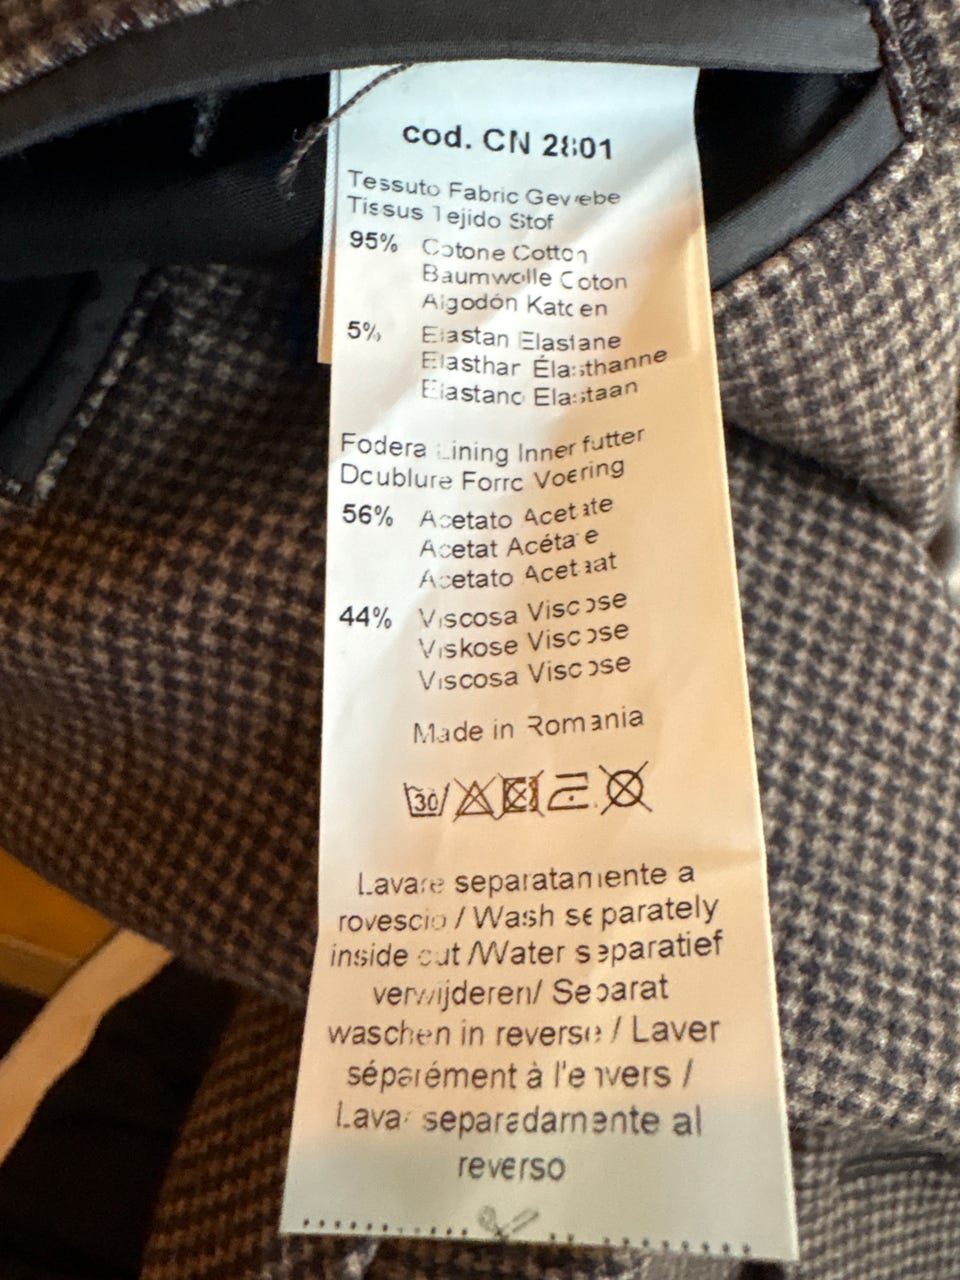 cod. CN 2801
Tessuto Fabric Gewebe
Tissus Tejido Stof
95% Cotone Cotton
Baumwolle Coton
Algodón Katoen
5% Elastan Elastane
Elasthan Élasthanne
Elastano Elastaan
Fodera Lining Inner futter
Doublure Forro Voering
56% Acetato Acetate
Acetat Acétate
Acetato Acetaat
44% Viscosa Viscose
Viskose Viscose
Viscosa Viscose
Made in Romania
30
Lavare separatamente a
rovescio / Wash separately
inside out /Water separatief
verwijderen/ Separat
waschen in reverse / Laver
séparément à l'envers /
Lavar separadamente al
reverso